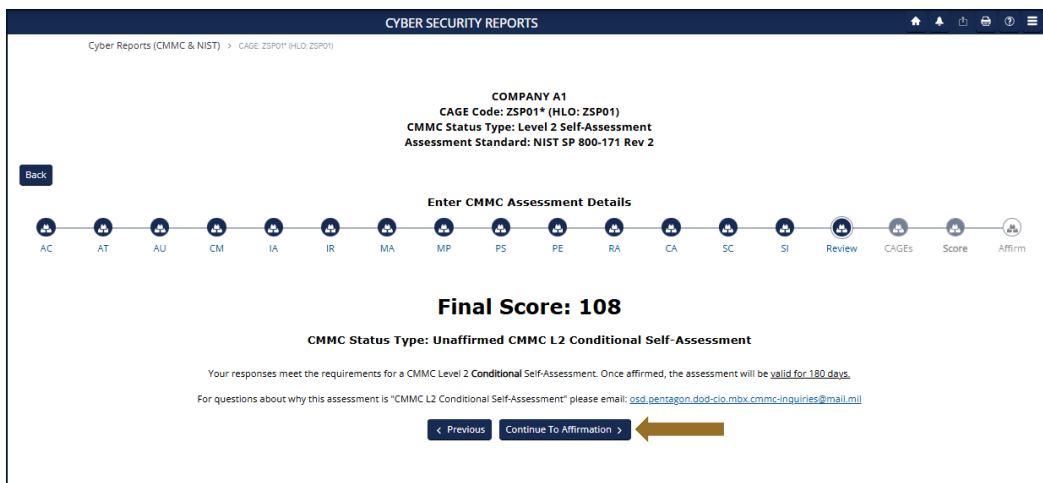 CYBER SECURITY REPORTS
Cyber Reports (CMMC & NIST) > CAGE: ZSP01* (HLO: ZSP01)
COMPANY A1
CAGE Code: ZSP01* (HLO: ZSP01)
CMMC Status Type: Level 2 Self-Assessment
Assessment Standard: NIST SP 800-171 Rev 2
Back
Enter CMMC Assessment Details
AC AT AU CM IA IR MA MP PS PE RA CA SC SI Review CAGEs Score Affirm
Final Score: 108
CMMC Status Type: Unaffirmed CMMC L2 Conditional Self-Assessment
Your responses meet the requirements for a CMMC Level 2 Conditional Self-Assessment. Once affirmed, the assessment will be valid for 180 days.
For questions about why this assessment is "CMMC L2 Conditional Self-Assessment" please email: osd.pentagon.dod-cio.mbx.cmmc-inquiries@mail.mil
< Previous Continue To Affirmation >